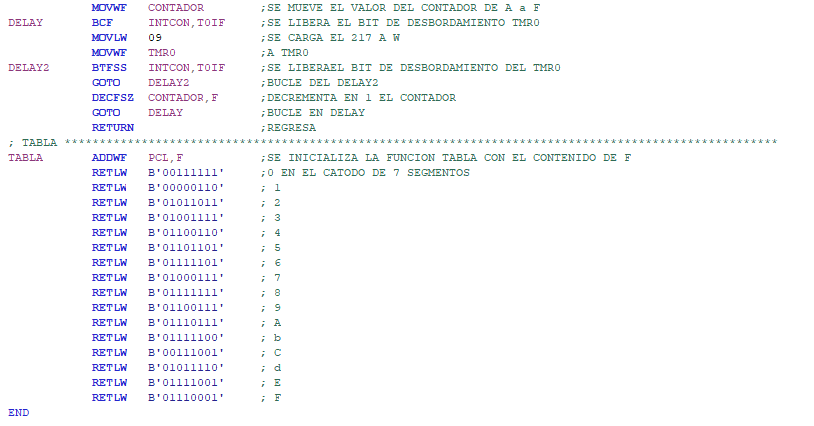 MOVWF CONTADOR ;SE MUEVE EL VALOR DEL CONTADOR DE A a F
DELAY BCF INTCON,T0IF ;SE LIBERA EL BIT DE DESBORDAMIENTO TMR0
MOVLW 09 ;SE CARGA EL 217 A W
MOVWF TMR0 ;A TMR0
DELAY2 BTFSS INTCON,T0IF ;SE LIBERAEL BIT DE DESBORDAMIENTO DEL TMR0
GOTO DELAY2 ;BUCLE DEL DELAY2
DECFSZ CONTADOR,F ;DECREMENTA EN 1 EL CONTADOR
GOTO DELAY ;BUCLE EN DELAY
RETURN ;REGRESA
; TABLA ******************************************************************************************************
TABLA ADDWF PCL,F ;SE INICIALIZA LA FUNCION TABLA CON EL CONTENIDO DE F
RETLW B'00111111' ;0 EN EL CATODO DE 7 SEGMENTOS
RETLW B'00000110' ; 1
RETLW B'01011011' ; 2
RETLW B'01001111' ; 3
RETLW B'01100110' ; 4
RETLW B'01101101' ; 5
RETLW B'01111101' ; 6
RETLW B'01000111' ; 7
RETLW B'01111111' ; 8
RETLW B'01100111' ; 9
RETLW B'01110111' ; A
RETLW B'01111100' ; b
RETLW B'00111001' ; C
RETLW B'01011110' ; d
RETLW B'01111001' ; E
RETLW B'01110001' ; F
END